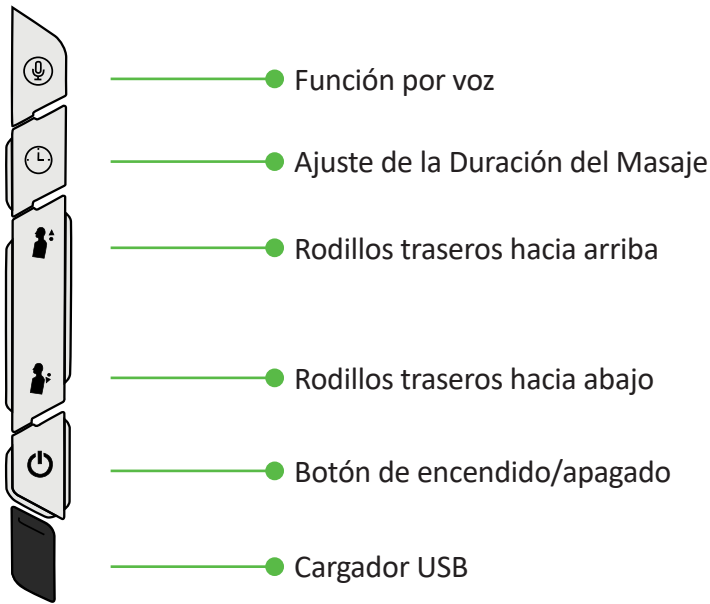 Función por voz
Ajuste de la Duración del Masaje
Rodillos traseros hacia arriba
Rodillos traseros hacia abajo
Botón de encendido/apagado
Cargador USB